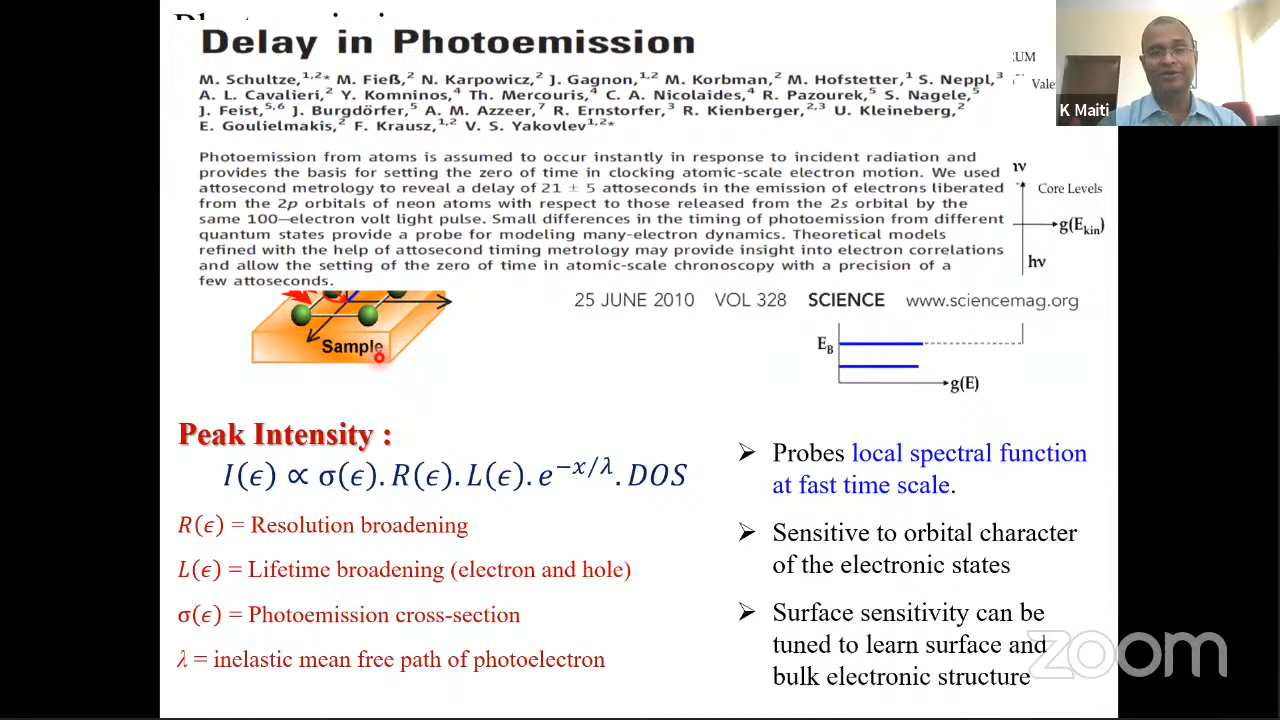 Delay in Photoemission
M. Schultze,1,2* M. Fieß,2 N. Karpowicz,2 J. Gagnon,1,2 M. Korbman,2 M. Hofstetter,1 S. Neppl,3
A. L. Cavalieri,2 Y. Komninos,4 Th. Mercouris,4 C. A. Nicolaides,4 R. Pazourek,5 S. Nagele,5
J. Feist,5,6 J. Burgdörfer,5 A. M. Azzeer,7 R. Ernstorfer,3 R. Kienberger,2,3 U. Kleineberg,2
E. Goulielmakis,2 F. Krausz,1,2 V. S. Yakovlev1,2*
Photoemission from atoms is assumed to occur instantly in response to incident radiation and
provides the basis for setting the zero of time in clocking atomic-scale electron motion. We used
attosecond metrology to reveal a delay of 21 ± 5 attoseconds in the emission of electrons liberated
from the 2p orbitals of neon atoms with respect to those released from the 2s orbital by the
same 100–electron volt light pulse. Small differences in the timing of photoemission from different
quantum states provide a probe for modeling many-electron dynamics. Theoretical models
refined with the help of attosecond timing metrology may provide insight into electron correlations
and allow the setting of the zero of time in atomic-scale chronoscopy with a precision of a
few attoseconds.
K Maiti
Core Levels
g(Ekin)
hν
25 JUNE 2010 VOL 328 SCIENCE www.sciencemag.org
Sample
EB
g(E)
Peak Intensity :
I(ϵ) ∝ σ(ϵ). R(ϵ). L(ϵ). e^−x/λ. DOS
R(ϵ) = Resolution broadening
L(ϵ) = Lifetime broadening (electron and hole)
σ(ϵ) = Photoemission cross-section
λ = inelastic mean free path of photoelectron
➢ Probes local spectral function
at fast time scale.
➢ Sensitive to orbital character
of the electronic states
➢ Surface sensitivity can be
tuned to learn surface and
bulk electronic structure
zoom